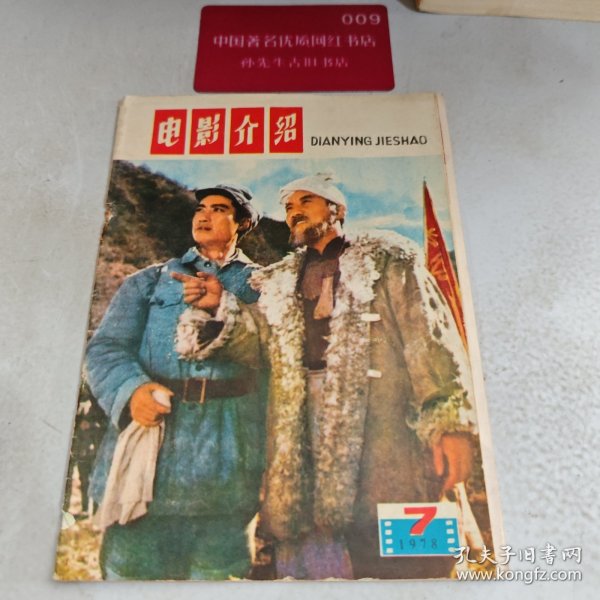 009
中国著名优质网红书店
孙先生古旧书店
电影介绍
DIANYING JIESHAO
7
1978
孔夫子旧书网
www.kongfz.com